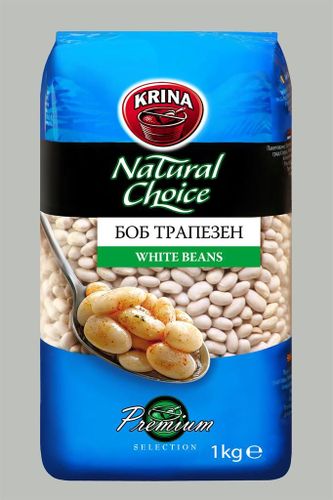 KRINA
Natural
Choice
БОБ ТРАПЕЗЕН
WHITE BEANS
Premium
SELECTION
1kg e